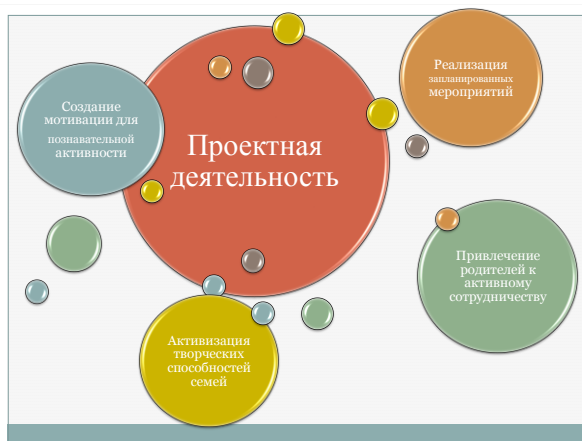 Проектная
деятельность
Создание
мотивации для
познавательной
активности
Реализация
запланированных
мероприятий
Привлечение
родителей к
активному
сотрудничеству
Активизация
творческих
способностей
семей